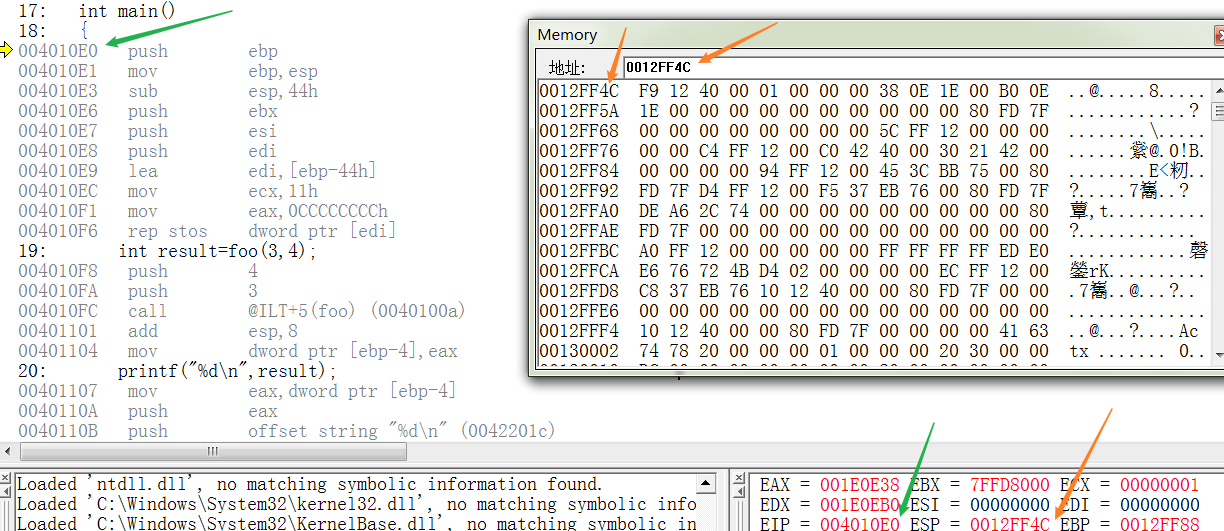 17: int main()
18: {
004010E0 push ebp
004010E1 mov ebp,esp
004010E3 sub esp,44h
004010E6 push ebx
004010E7 push esi
004010E8 push edi
004010E9 lea edi,[ebp-44h]
004010EC mov ecx,11h
004010F1 mov eax,0CCCCCCCCh
004010F6 rep stos dword ptr [edi]
19: int result=foo(3,4);
004010F8 push 4
004010FA push 3
004010FC call @ILT+5(foo) (0040100a)
00401101 add esp,8
00401104 mov dword ptr [ebp-4],eax
20: printf("%d\n",result);
00401107 mov eax,dword ptr [ebp-4]
0040110A push eax
0040110B push offset string "%d\n" (0042201c)
Memory
地址: 0012FF4C
0012FF4C F9 12 40 00 01 00 00 00 38 0E 1E 00 B0 0E ..@.....8.....
0012FF5A 1E 00 00 00 00 00 00 00 00 00 00 80 FD 7F ............?
0012FF68 00 00 00 00 00 00 00 00 5C FF 12 00 00 00 ........\.....
0012FF76 00 00 C4 FF 12 00 C0 42 40 00 30 21 42 00 ......紫@.0!B.
0012FF84 00 00 00 00 94 FF 12 00 45 3C BB 75 00 80 ........E<籾..
0012FF92 FD 7F D4 FF 12 00 F5 37 EB 76 00 80 FD 7F ?.....7雟..?
0012FFA0 DE A6 2C 74 00 00 00 00 00 00 00 00 00 80 蕈,t..........
0012FFAE FD 7F 00 00 00 00 00 00 00 00 00 00 00 00 ?............
0012FFBC A0 FF 12 00 00 00 00 00 FF FF FF FF ED E0 ............磬
0012FFCA E6 76 72 4B D4 02 00 00 00 00 EC FF 12 00 鎣rK..........
0012FFD8 C8 37 EB 76 10 12 40 00 00 80 FD 7F 00 00 .7雟..@...?..
0012FFE6 00 00 00 00 00 00 00 00 00 00 00 00 00 00 ..............
0012FFF4 10 12 40 00 00 80 FD 7F 00 00 00 00 41 63 ..@...?....Ac
00130002 74 78 20 00 00 00 01 00 00 00 20 30 00 00 tx ....... 0..
Loaded 'ntdll.dll', no matching symbolic information found.
Loaded 'C:\Windows\System32\kernel32.dll', no matching symbolic info
Loaded 'C:\Windows\System32\KernelBase.dll', no matching symbolic in
EAX = 001E0E38 EBX = 7FFD8000 ECX = 00000001
EDX = 001E0EB0 ESI = 00000000 EDI = 00000000
EIP = 004010E0 ESP = 0012FF4C EBP = 0012FF88